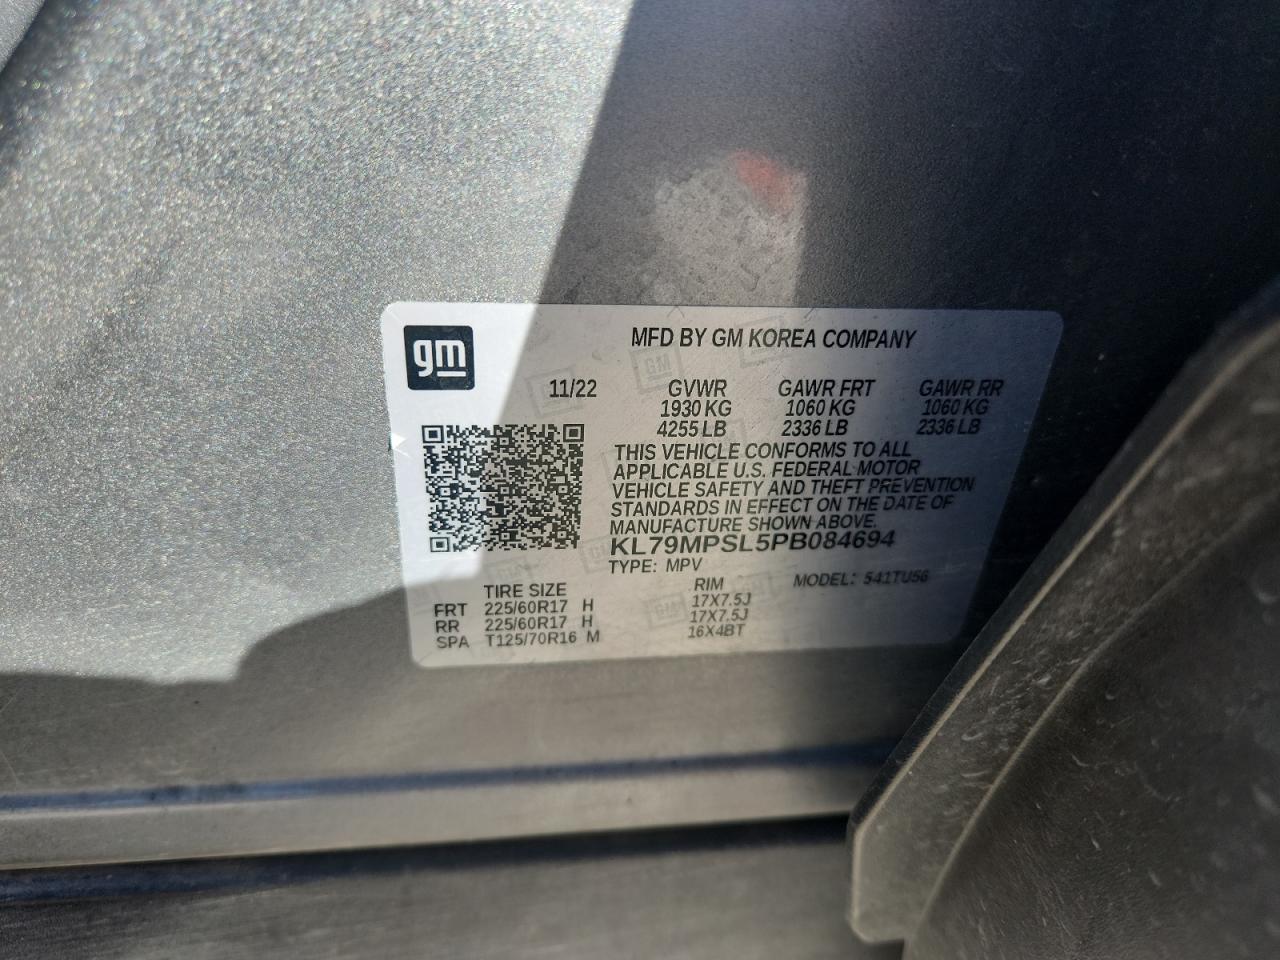 gm
MFD BY GM KOREA COMPANY
11/22 GVWR GAWR FRT GAWR RR
1930 KG 1060 KG 1060 KG
4255 LB 2336 LB 2336 LB
THIS VEHICLE CONFORMS TO ALL
APPLICABLE U.S. FEDERAL MOTOR
VEHICLE SAFETY AND THEFT PREVENTION
STANDARDS IN EFFECT ON THE DATE OF
MANUFACTURE SHOWN ABOVE.
KL79MPSL5PB084694
TYPE: MPV MODEL: 541TU56
TIRE SIZE RIM
FRT 225/60R17 H 17X7.5J
RR 225/60R17 H 17X7.5J
SPA T125/70R16 M 16X4BT